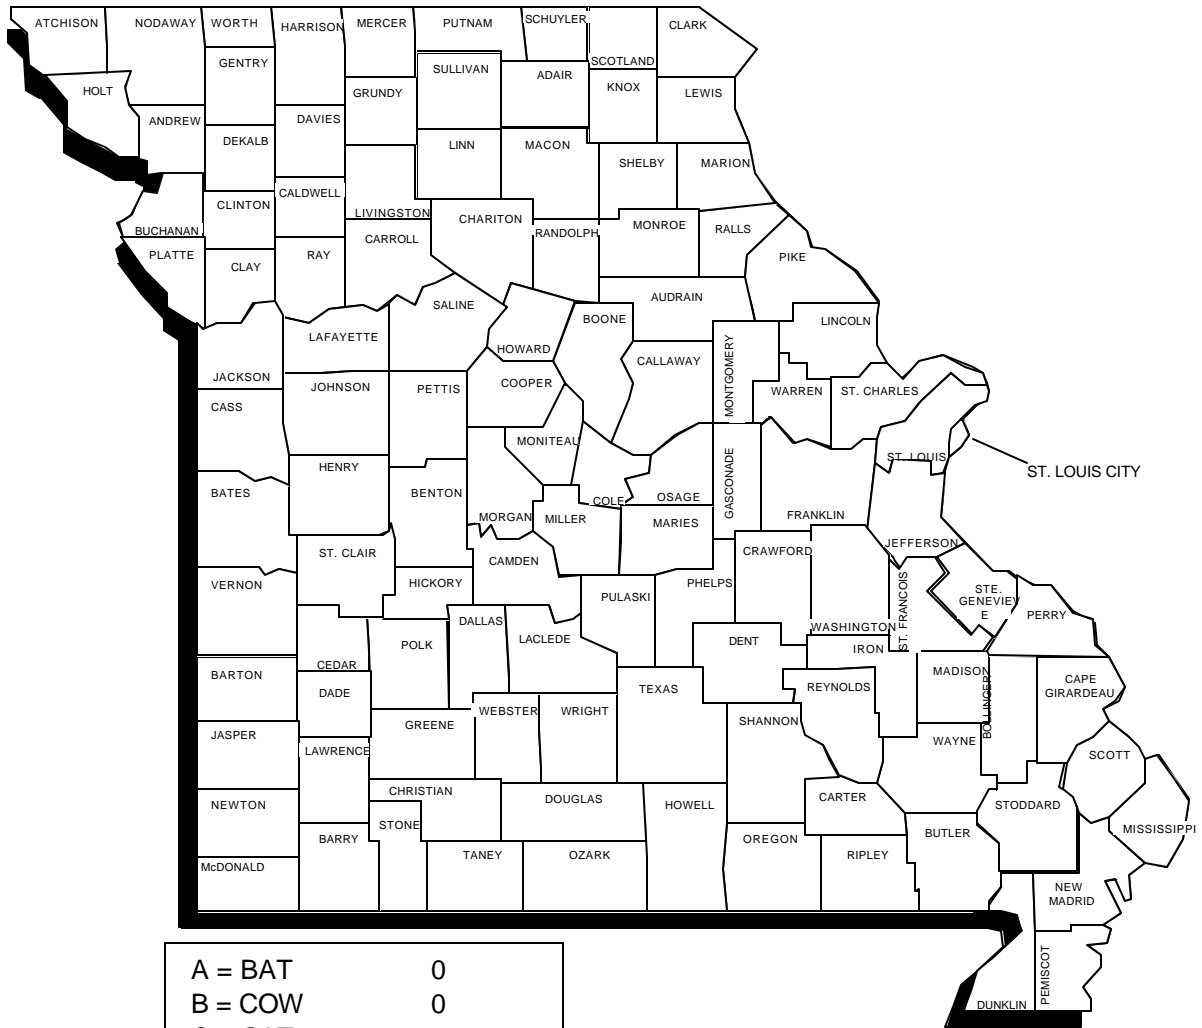 ATCHISON
NODAWAY
WORTH
HARRISON
MERCER
PUTNAM
SCHUYLER
SCOTLAND
CLARK
HOLT
GENTRY
GRUNDY
SULLIVAN
ADAIR
KNOX
LEWIS
ANDREW
DEKALB
DAVIES
LINN
MACON
SHELBY
MARION
BUCHANAN
CLINTON
CALDWELL
LIVINGSTON
CHARITON
RANDOLPH
MONROE
RALLS
PLATTE
CLAY
RAY
CARROLL
PIKE
SALINE
AUDRAIN
LAFAYETTE
HOWARD
BOONE
CALLAWAY
MONTGOMERY
LINCOLN
JACKSON
JOHNSON
PETTIS
COOPER
WARREN
ST. CHARLES
CASS
MONITEAU
ST. LOUIS
ST. LOUIS CITY
BATES
HENRY
BENTON
MORGAN
MILLER
COLE
OSAGE
GASCONADE
FRANKLIN
MARIES
JEFFERSON
ST. CLAIR
CAMDEN
CRAWFORD
VERNON
HICKORY
PULASKI
PHELPS
WASHINGTON
ST. FRANCOIS
STE.
GENEVIEV
E
PERRY
CEDAR
POLK
DALLAS
LACLEDE
DENT
IRON
BARTON
DADE
TEXAS
REYNOLDS
MADISON
BOLLINGER
CAPE
GIRARDEAU
JASPER
LAWRENCE
GREENE
WEBSTER
WRIGHT
SHANNON
WAYNE
SCOTT
NEWTON
CHRISTIAN
DOUGLAS
HOWELL
CARTER
STODDARD
MISSISSIPPI
BARRY
STONE
OREGON
BUTLER
McDONALD
TANEY
OZARK
RIPLEY
NEW
MADRID
DUNKLIN
PEMISCOT
A = BAT 0
B = COW 0